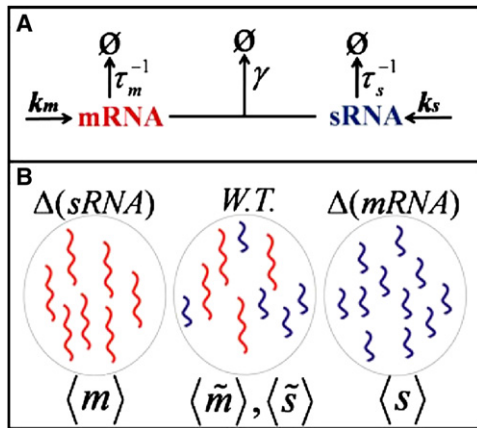 A
Ø Ø Ø
τₘ⁻¹ γ τₛ⁻¹
kₘ mRNA sRNA kₛ
B
Δ(sRNA) W.T. Δ(mRNA)
⟨m⟩ ⟨m̃⟩,⟨s̃⟩ ⟨s⟩